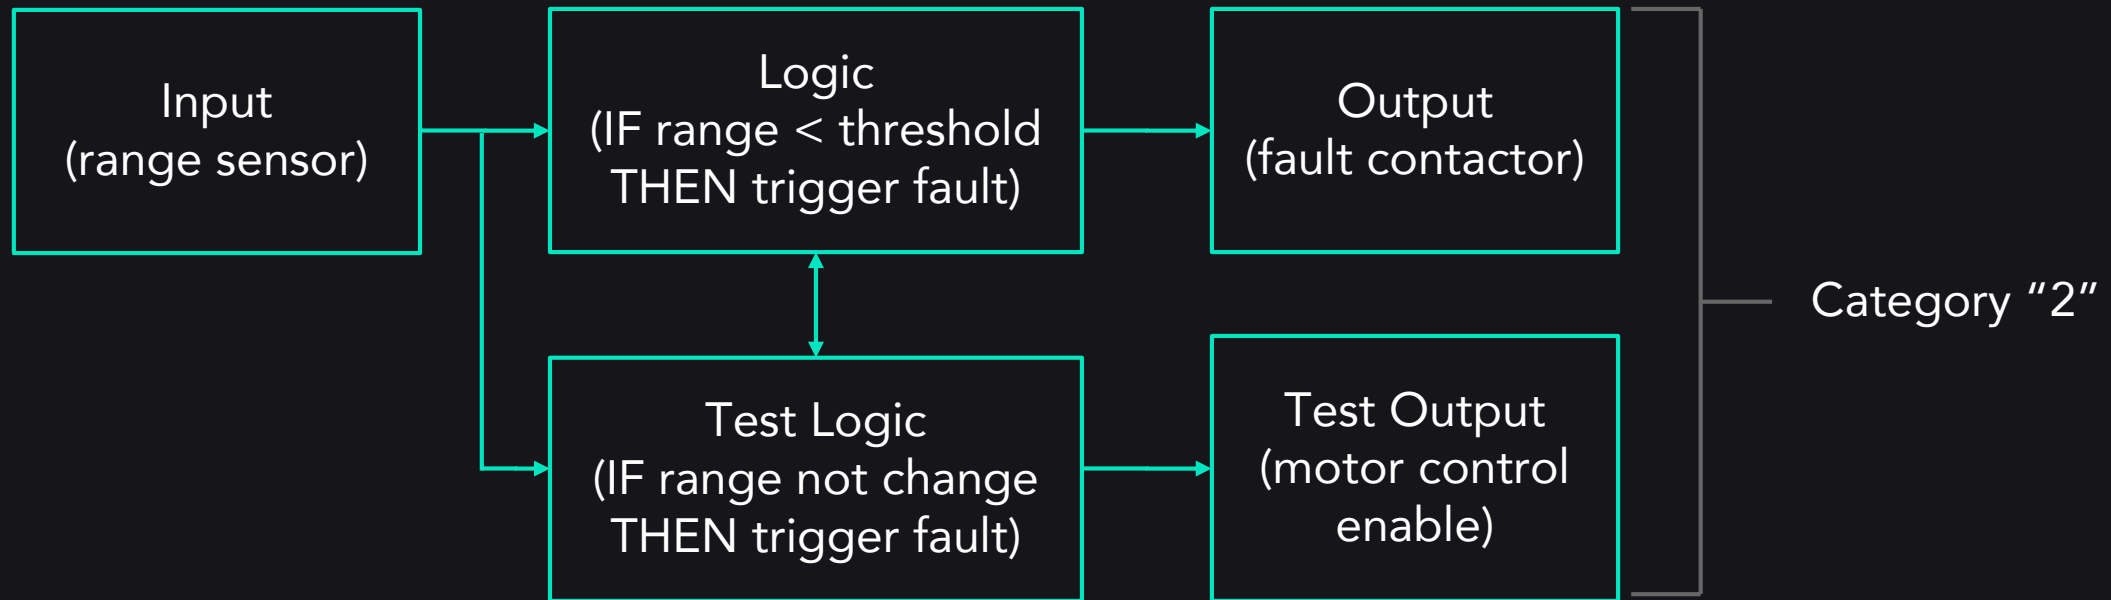 Input
(range sensor)
Logic
(IF range < threshold
THEN trigger fault)
Output
(fault contactor)
Category “2”
Test Logic
(IF range not change
THEN trigger fault)
Test Output
(motor control
enable)